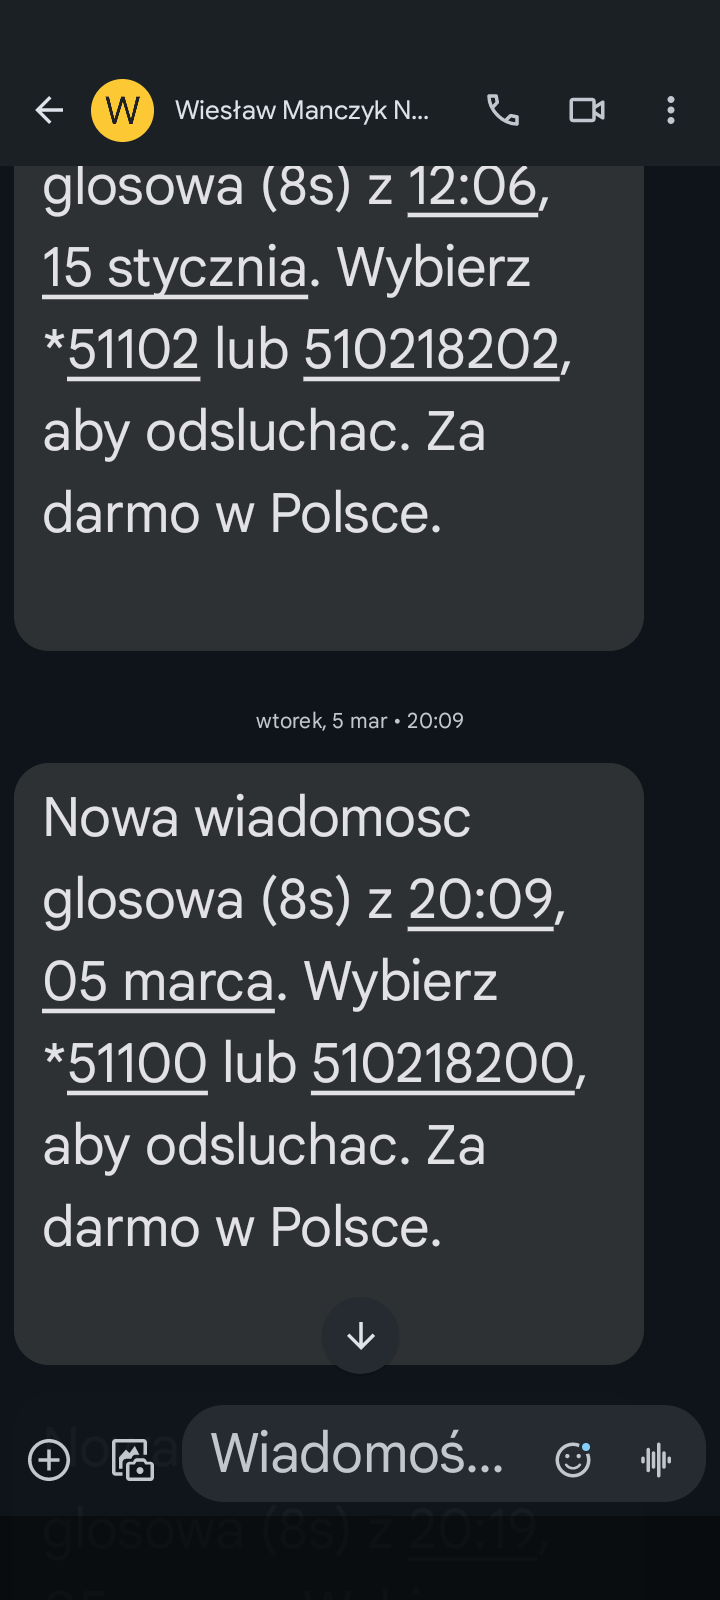 W
Wiesław Manczyk N...
glosowa (8s) z 12:06,
15 stycznia. Wybierz
*51102 lub 510218202,
aby odsluchac. Za
darmo w Polsce.
wtorek, 5 mar • 20:09
Nowa wiadomosc
glosowa (8s) z 20:09,
05 marca. Wybierz
*51100 lub 510218200,
aby odsluchac. Za
darmo w Polsce.
Nowa
Wiadomoś...
glosowa (8s) z 20:19,